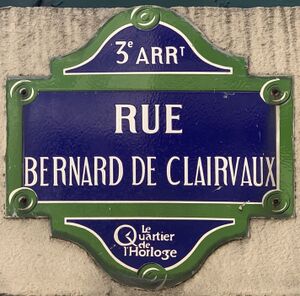 3e ARRT
RUE
BERNARD DE CLAIRVAUX
Le
Quartier
de
l'Horloge